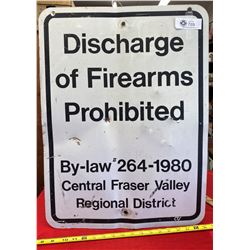 Discharge
of Firearms
Prohibited
By-law #264-1980
Central Fraser Valley
Regional District